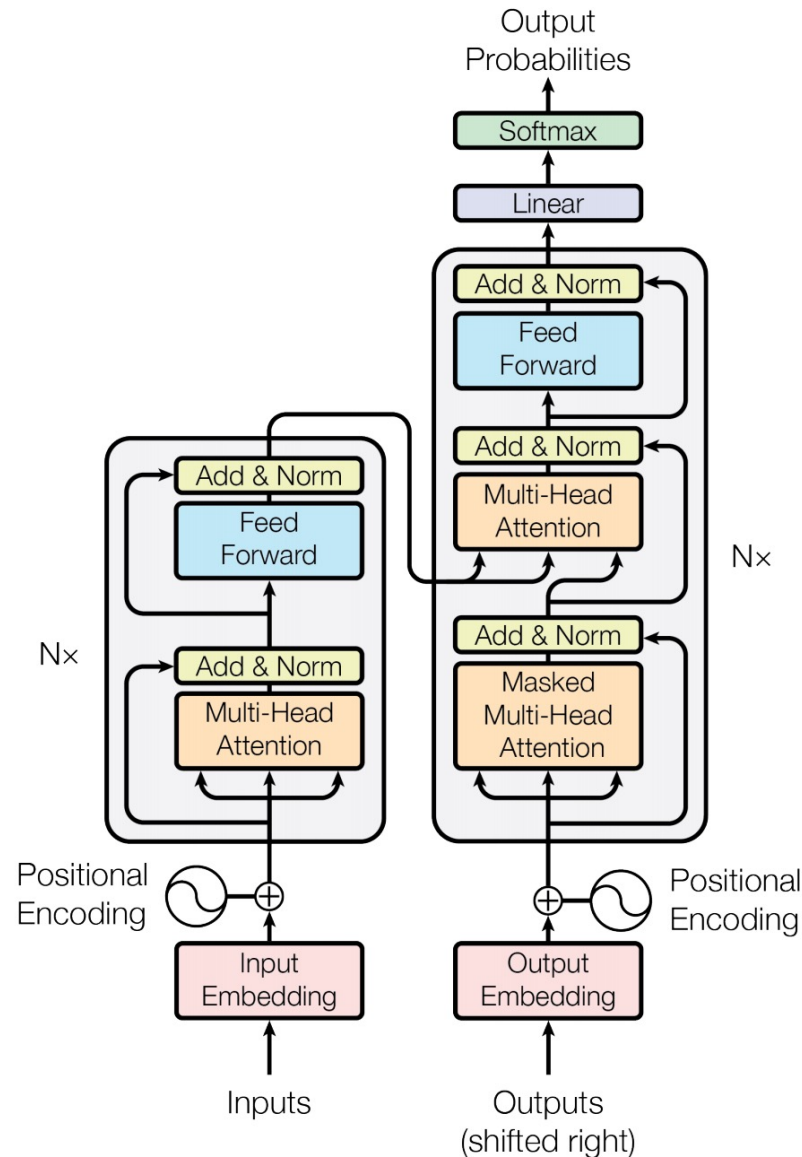 Output
Probabilities
Softmax
Linear
Add & Norm
Feed
Forward
Add & Norm
Multi-Head
Attention
Add & Norm
Masked
Multi-Head
Attention
Nx
Add & Norm
Feed
Forward
Add & Norm
Multi-Head
Attention
Nx
Positional
Encoding
Positional
Encoding
Input
Embedding
Output
Embedding
Inputs
Outputs
(shifted right)